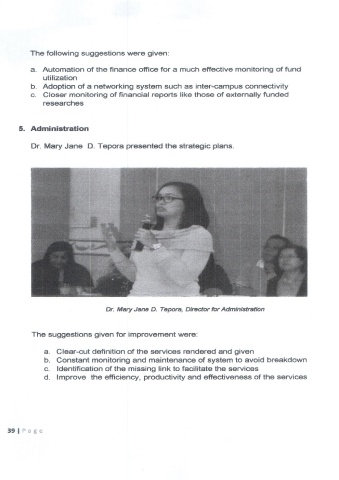 The following suggestions were given:
a. Automation of the finance office for a much effective monitoring of fund
utilization
b. Adoption of a networking system such as inter-campus connectivity
c. Closer monitoring of financial reports like those of externally funded
researches
5. Administration
Dr. Mary Jane D. Tepora presented the strategic plans.
Dr. Mary Jane D. Tepora, Director for Administration
The suggestions given for improvement were:
a. Clear-cut definition of the services rendered and given
b. Constant monitoring and maintenance of system to avoid breakdown
c. Identification of the missing link to facilitate the services
d. Improve the efficiency, productivity and effectiveness of the services
39 | Page